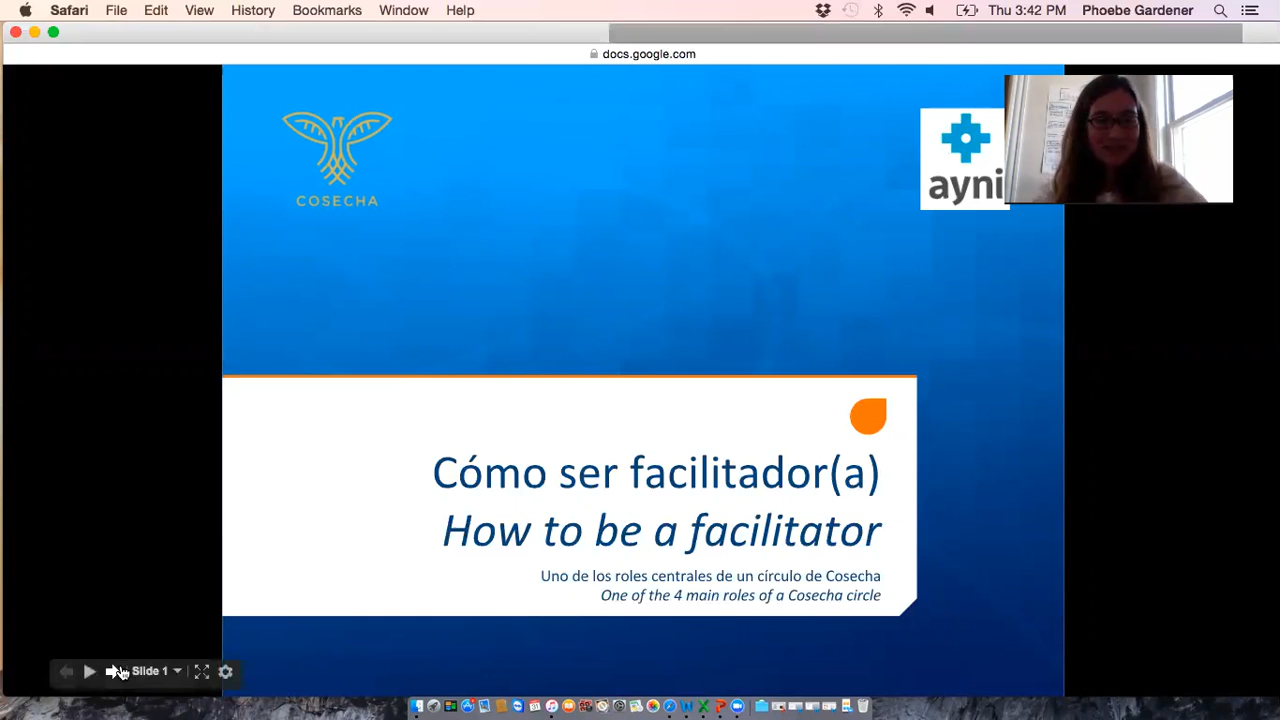 Safari File Edit View History Bookmarks Window Help Thu 3:42 PM Phoebe Gardener
docs.google.com
COSECHA
ayni
Cómo ser facilitador(a)
How to be a facilitator
Uno de los roles centrales de un círculo de Cosecha
One of the 4 main roles of a Cosecha circle
Slide 1